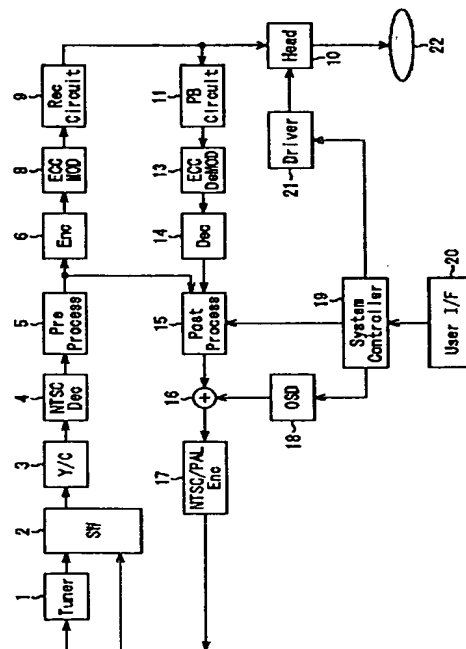 1
Tuner
2
SW
3
Y/C
4
NTSC
Dec
5
Pre
Process
6
Enc
8
ECC
MOD
9
Rec
Circuit
11
PB
Circuit
13
ECC
DeMOD
14
Dec
15
Post
Process
16
+
17
NTSC/PAL
Enc
18
OSD
19
System
Controller
20
User I/F
21
Driver
Head
10
22